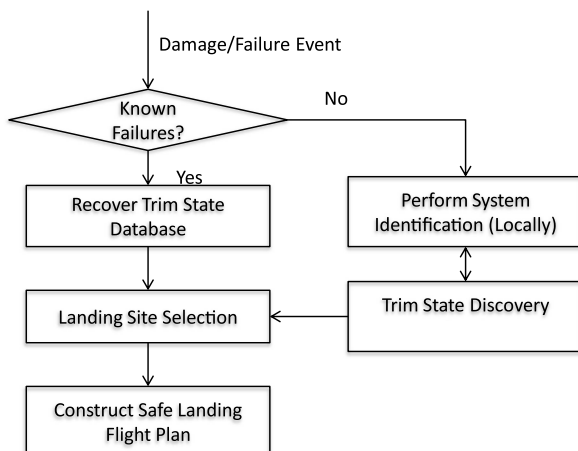 Damage/Failure Event
Known
Failures?
No
Yes
Recover Trim State
Database
Perform System
Identification (Locally)
Landing Site Selection
Trim State Discovery
Construct Safe Landing
Flight Plan